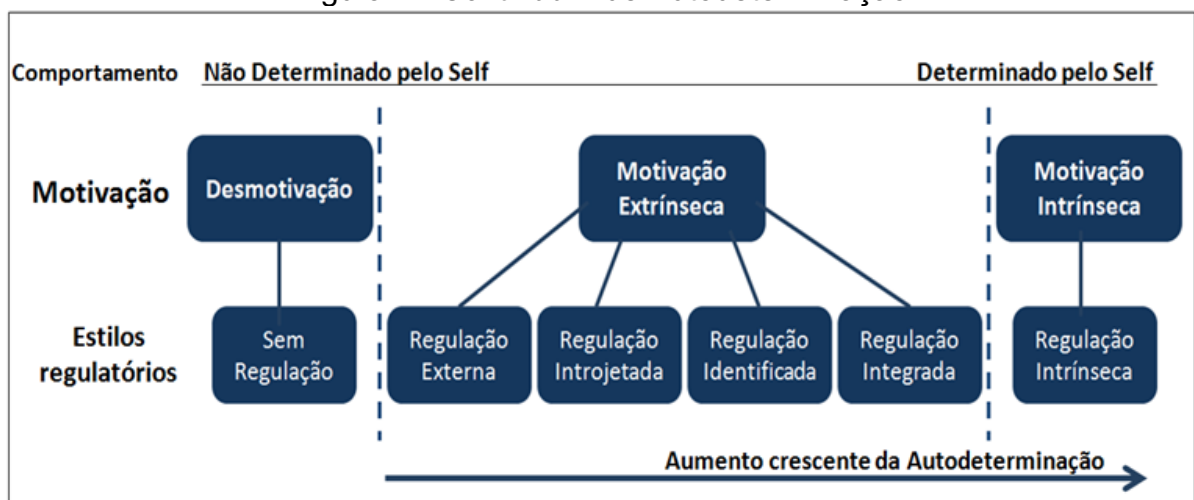 Comportamento Não Determinado pelo Self Determinado pelo Self
Motivação
Desmotivação
Motivação
Extrínseca
Motivação
Intrínseca
Estilos
regulatórios
Sem
Regulação
Regulação
Externa
Regulação
Introjetada
Regulação
Identificada
Regulação
Integrada
Regulação
Intrínseca
Aumento crescente da Autodeterminação